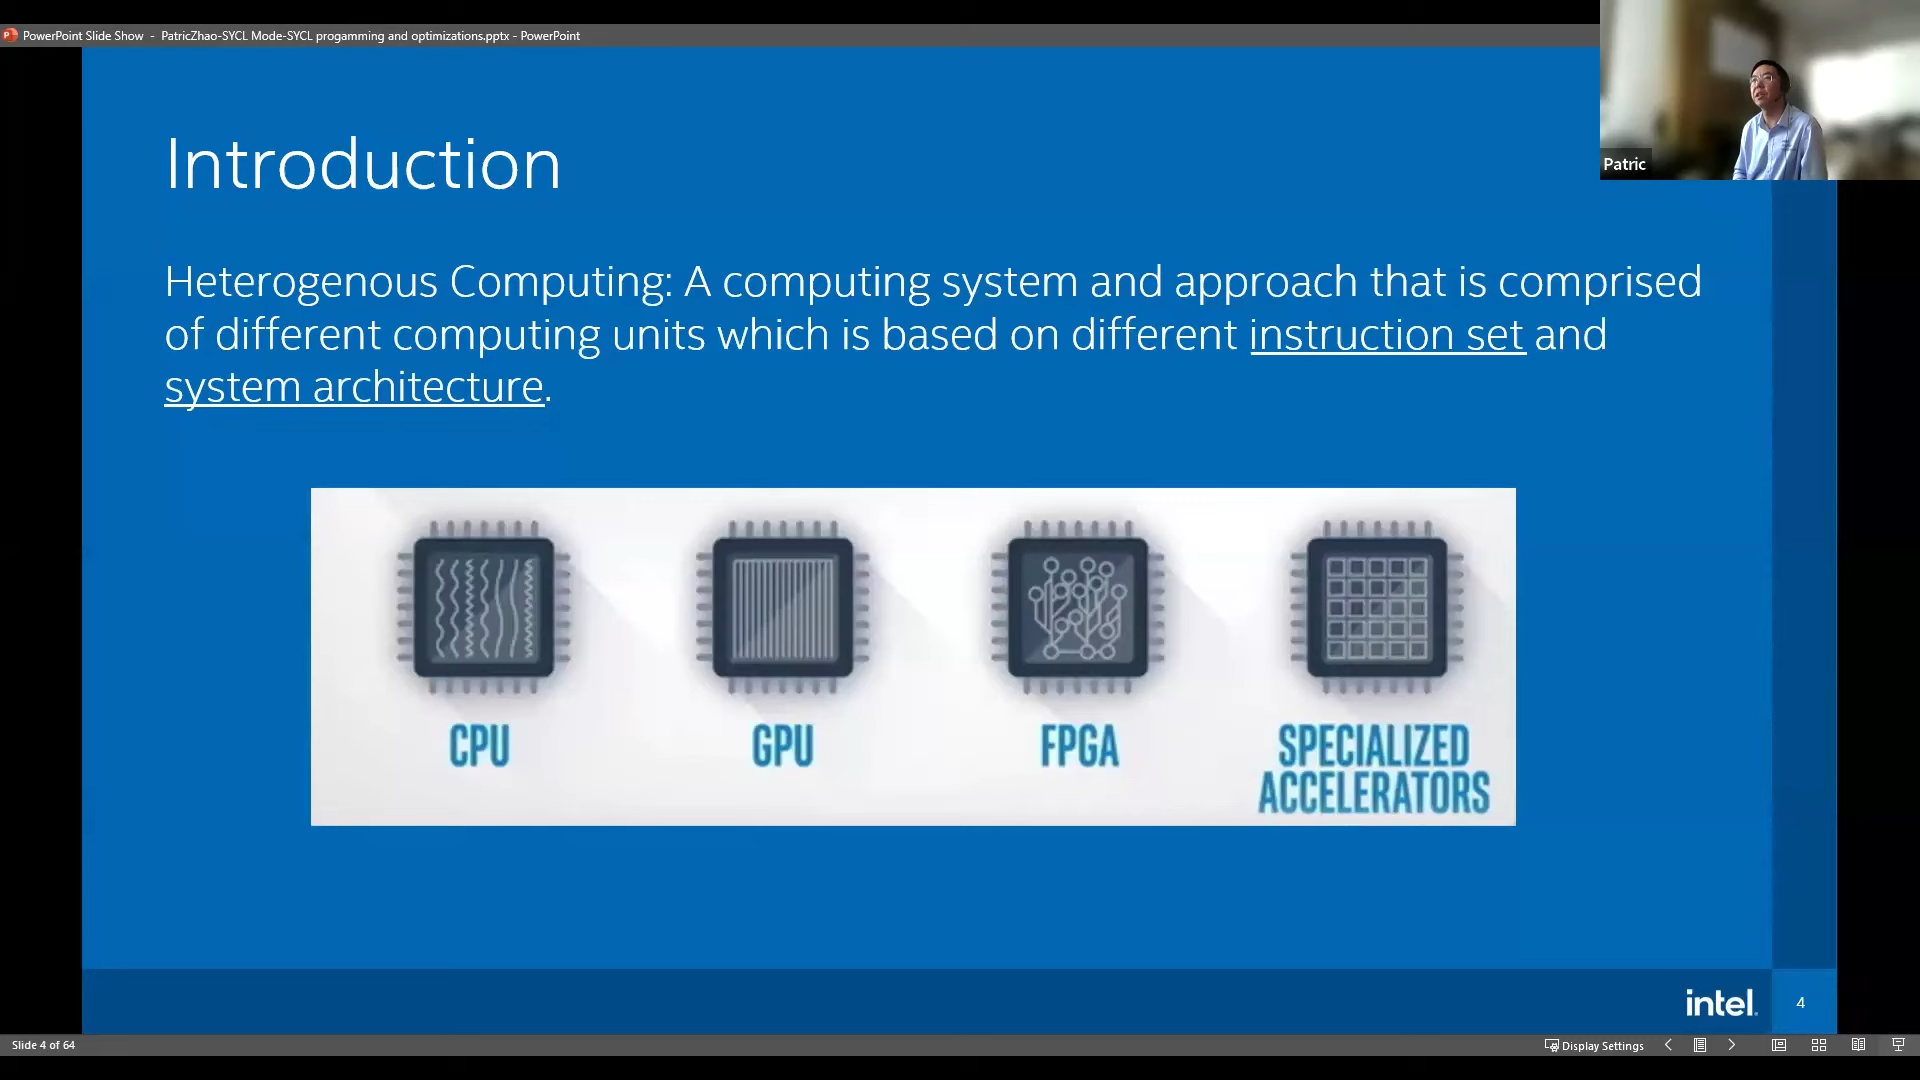 PowerPoint Slide Show - PatricZhao-SYCL Mode-SYCL progamming and optimizations.pptx - PowerPoint
Patric
Introduction
Heterogenous Computing: A computing system and approach that is comprised
of different computing units which is based on different instruction set and
system architecture.
CPU
GPU
FPGA
SPECIALIZED
ACCELERATORS
intel.
4
Slide 4 of 64
Display Settings